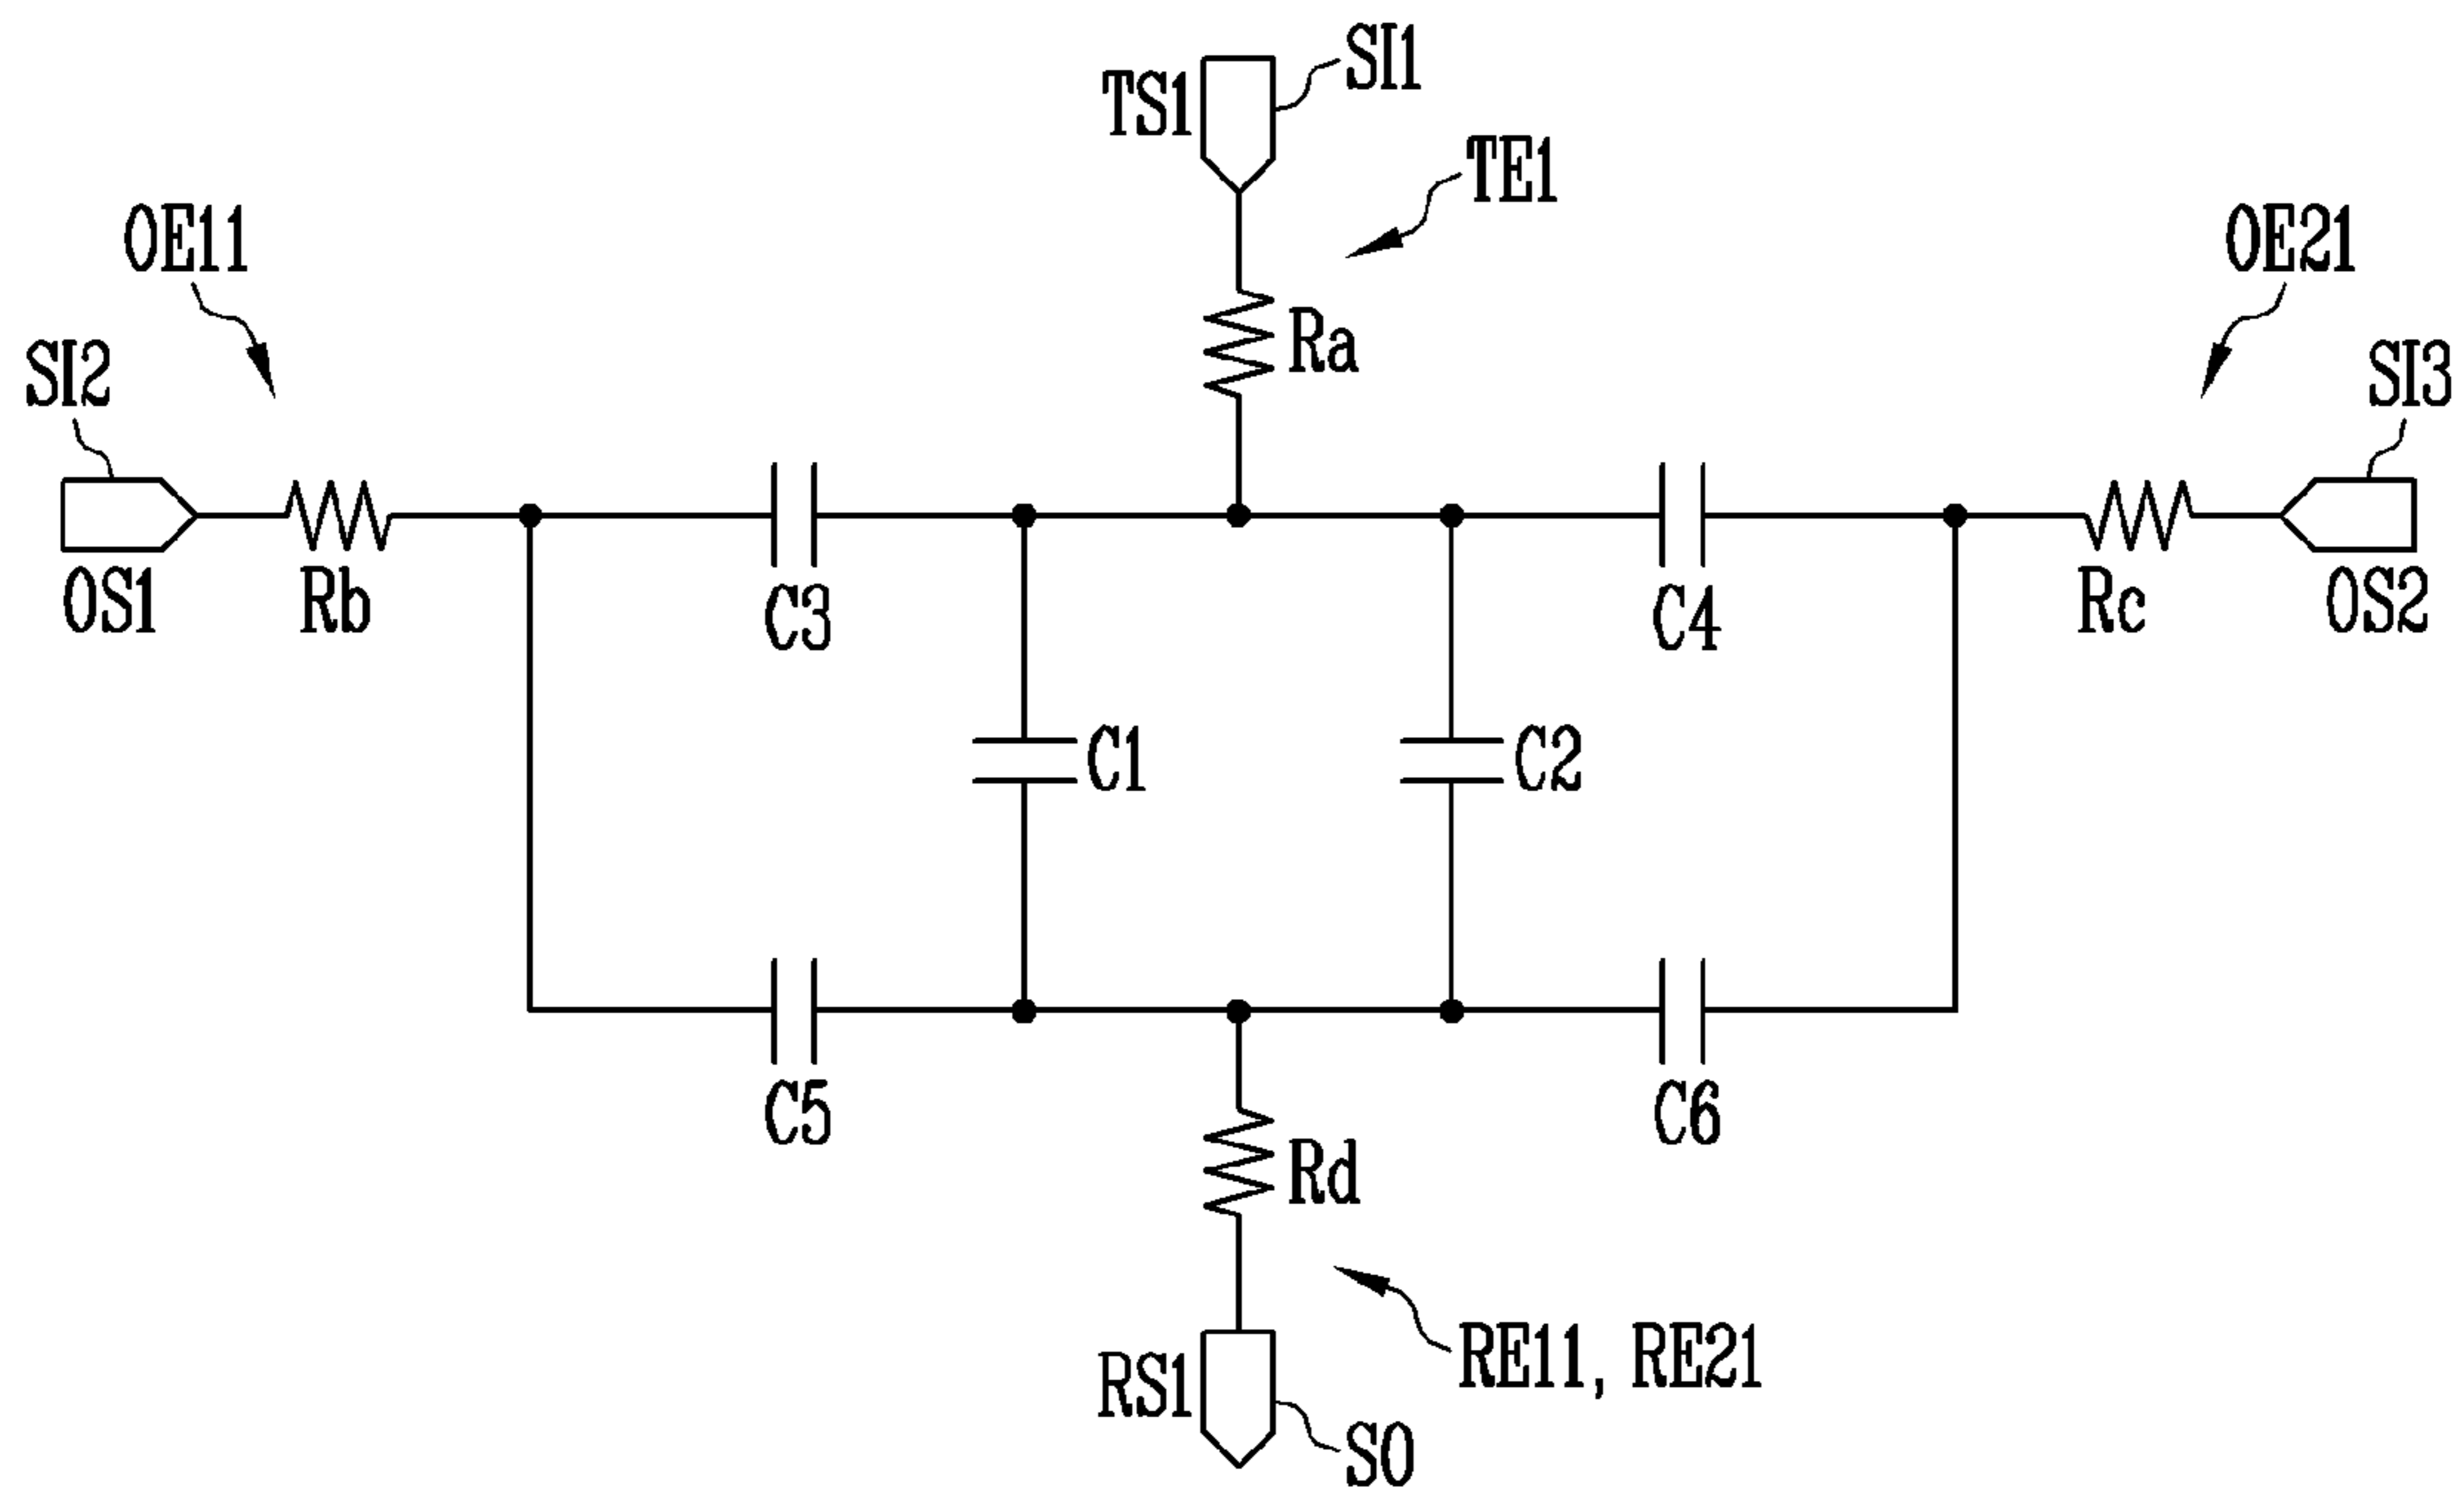 SI1
TS1
TE1
OE11
OE21
Ra
SI2
SI3
OS1
Rb
C3
C4
Rc
OS2
C1
C2
C5
C6
Rd
RE11, RE21
RS1
SO